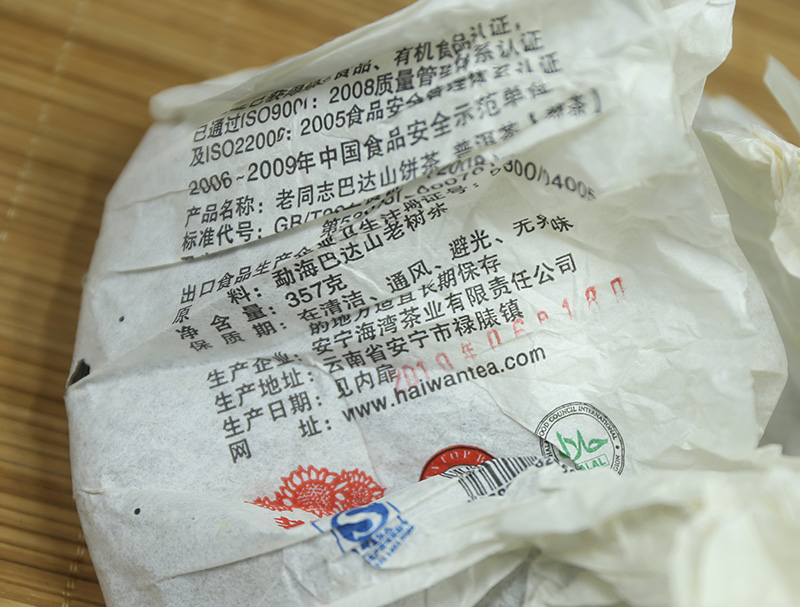 食品、有机食品认证,
已通过ISO9001:2008质量管理体系认证
及ISO22000:2005食品安全管理体系认证
2006~2009年中国食品安全示范单位
产品名称:老同志巴达山饼茶 普洱茶
标准代号:GB/T
出口食品生产企业卫生注册证号:
原 料:勐海巴达山老树茶
净 含 量:357克
保 质 期:在清洁、通风、避光、无异味
的地方适宜长期保存
生产企业:安宁海湾茶业有限责任公司
生产地址:云南省安宁市禄脿镇
生产日期:见内扉
网 址:www.haiwantea.com
FOOD COUNCIL INTERNATIONAL
HALAL